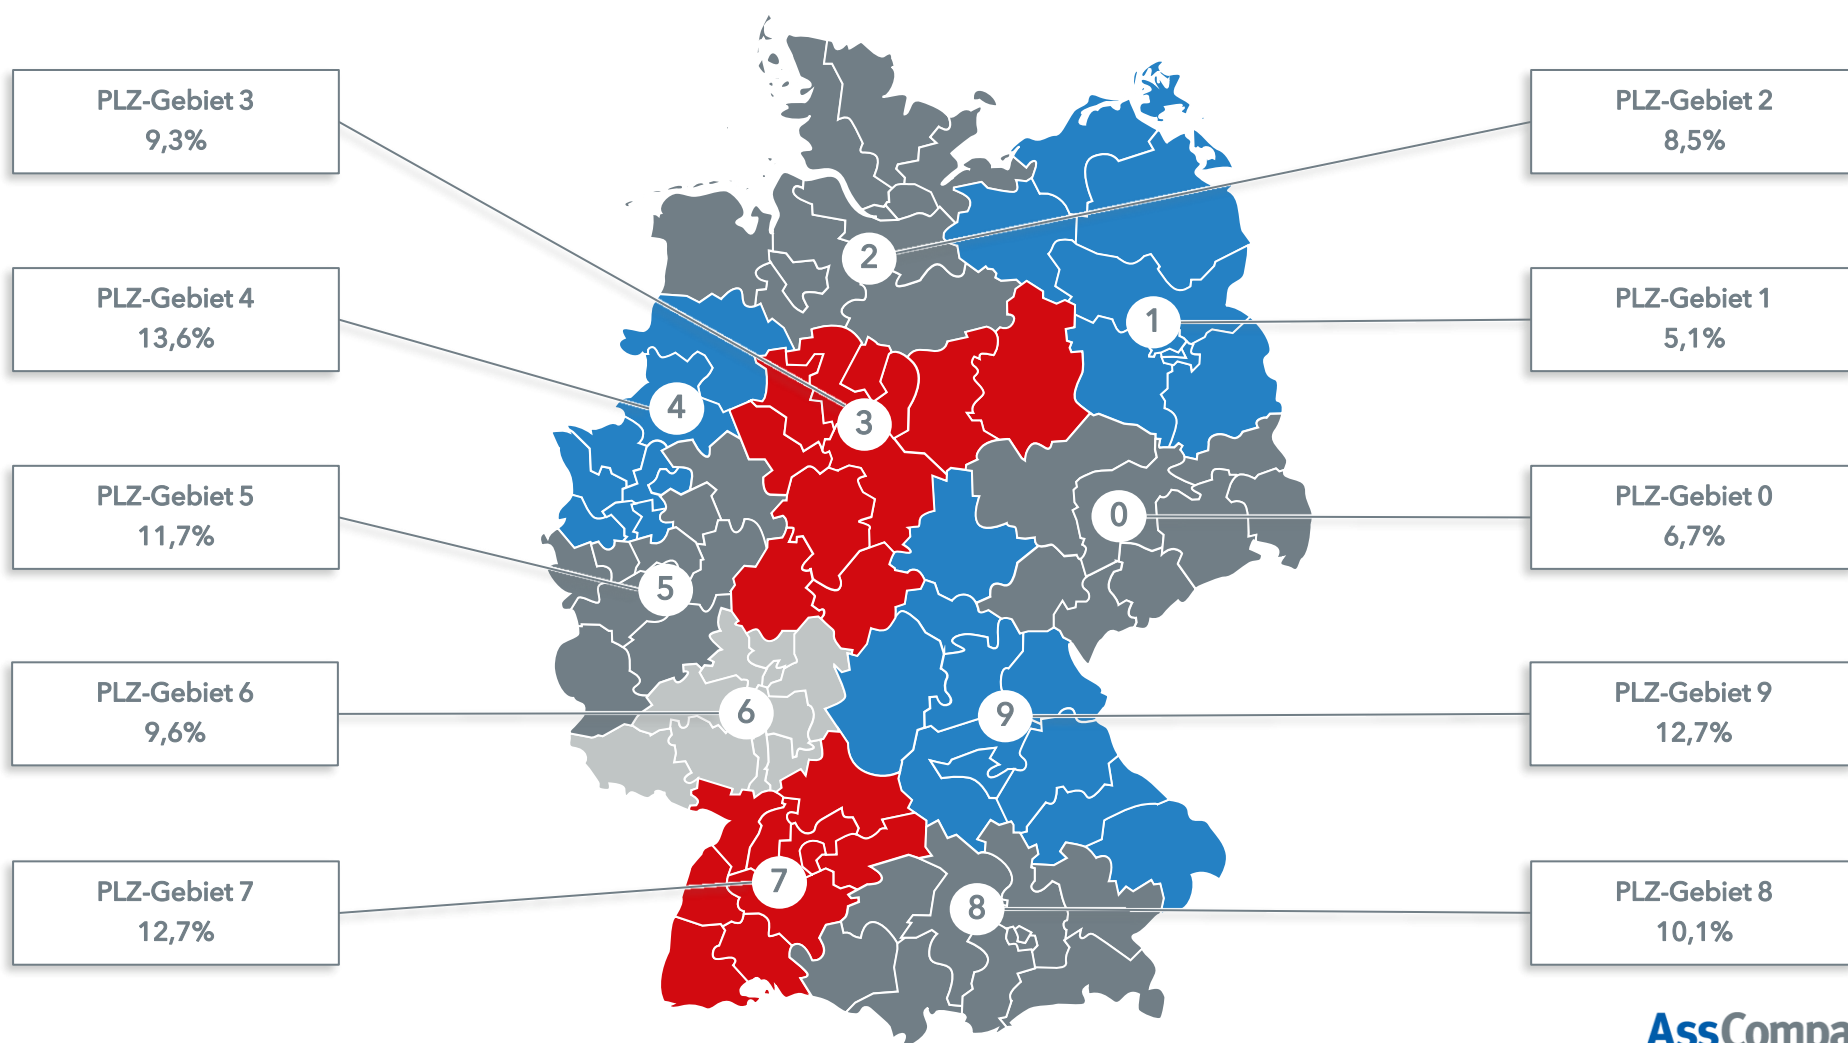 PLZ-Gebiet 3
9,3%
PLZ-Gebiet 4
13,6%
PLZ-Gebiet 5
11,7%
PLZ-Gebiet 6
9,6%
PLZ-Gebiet 7
12,7%
2
1
4
3
0
5
6
9
7
8
PLZ-Gebiet 2
8,5%
PLZ-Gebiet 1
5,1%
PLZ-Gebiet 0
6,7%
PLZ-Gebiet 9
12,7%
PLZ-Gebiet 8
10,1%
AssCompa